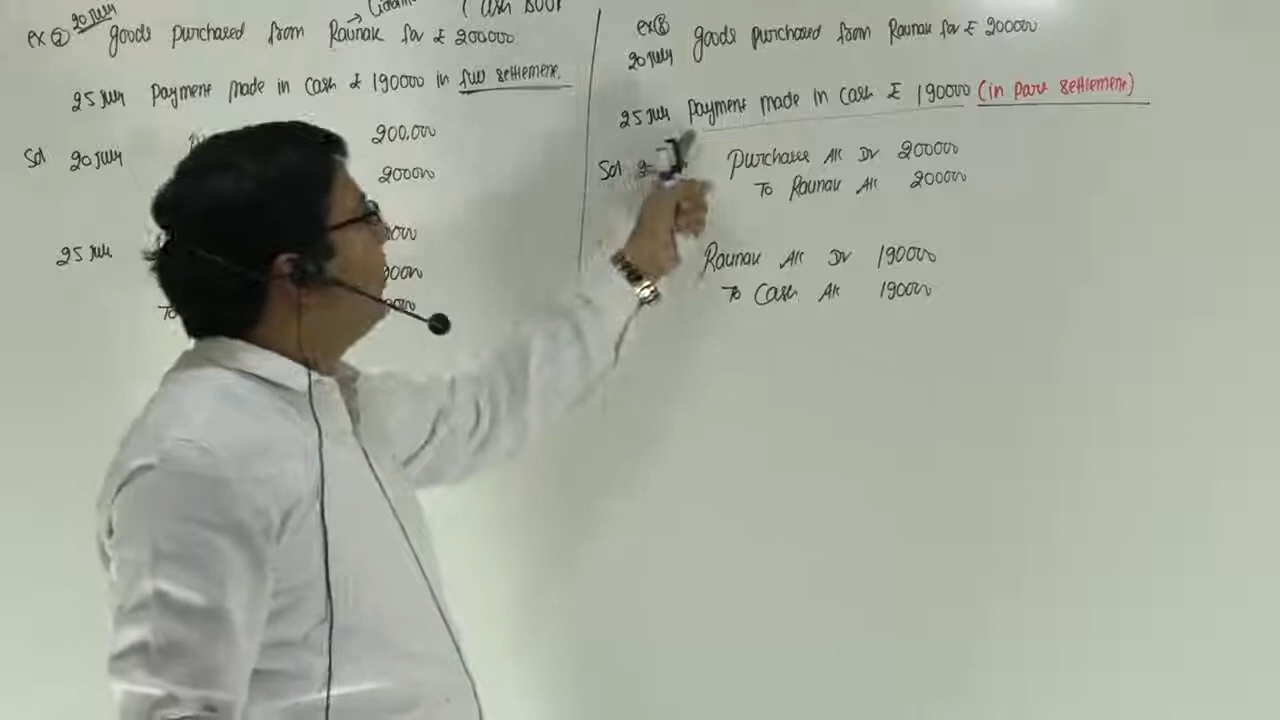 20 July
Cash Book
ex ② goods purchased from Raunak for ₹ 200000
25 July Payment made in Cash ₹ 190000 in full settlement.
200,000
Sol 20 July
200000
25 July
To
ex ⑧ goods purchased from Raunak for ₹ 200000
20 July
25 July Payment made in Cash ₹ 190000 (in part settlement)
Sol
Purchase A/c Dr 200000
To Raunak A/c 200000
Raunak A/c Dr 190000
To Cash A/c 190000